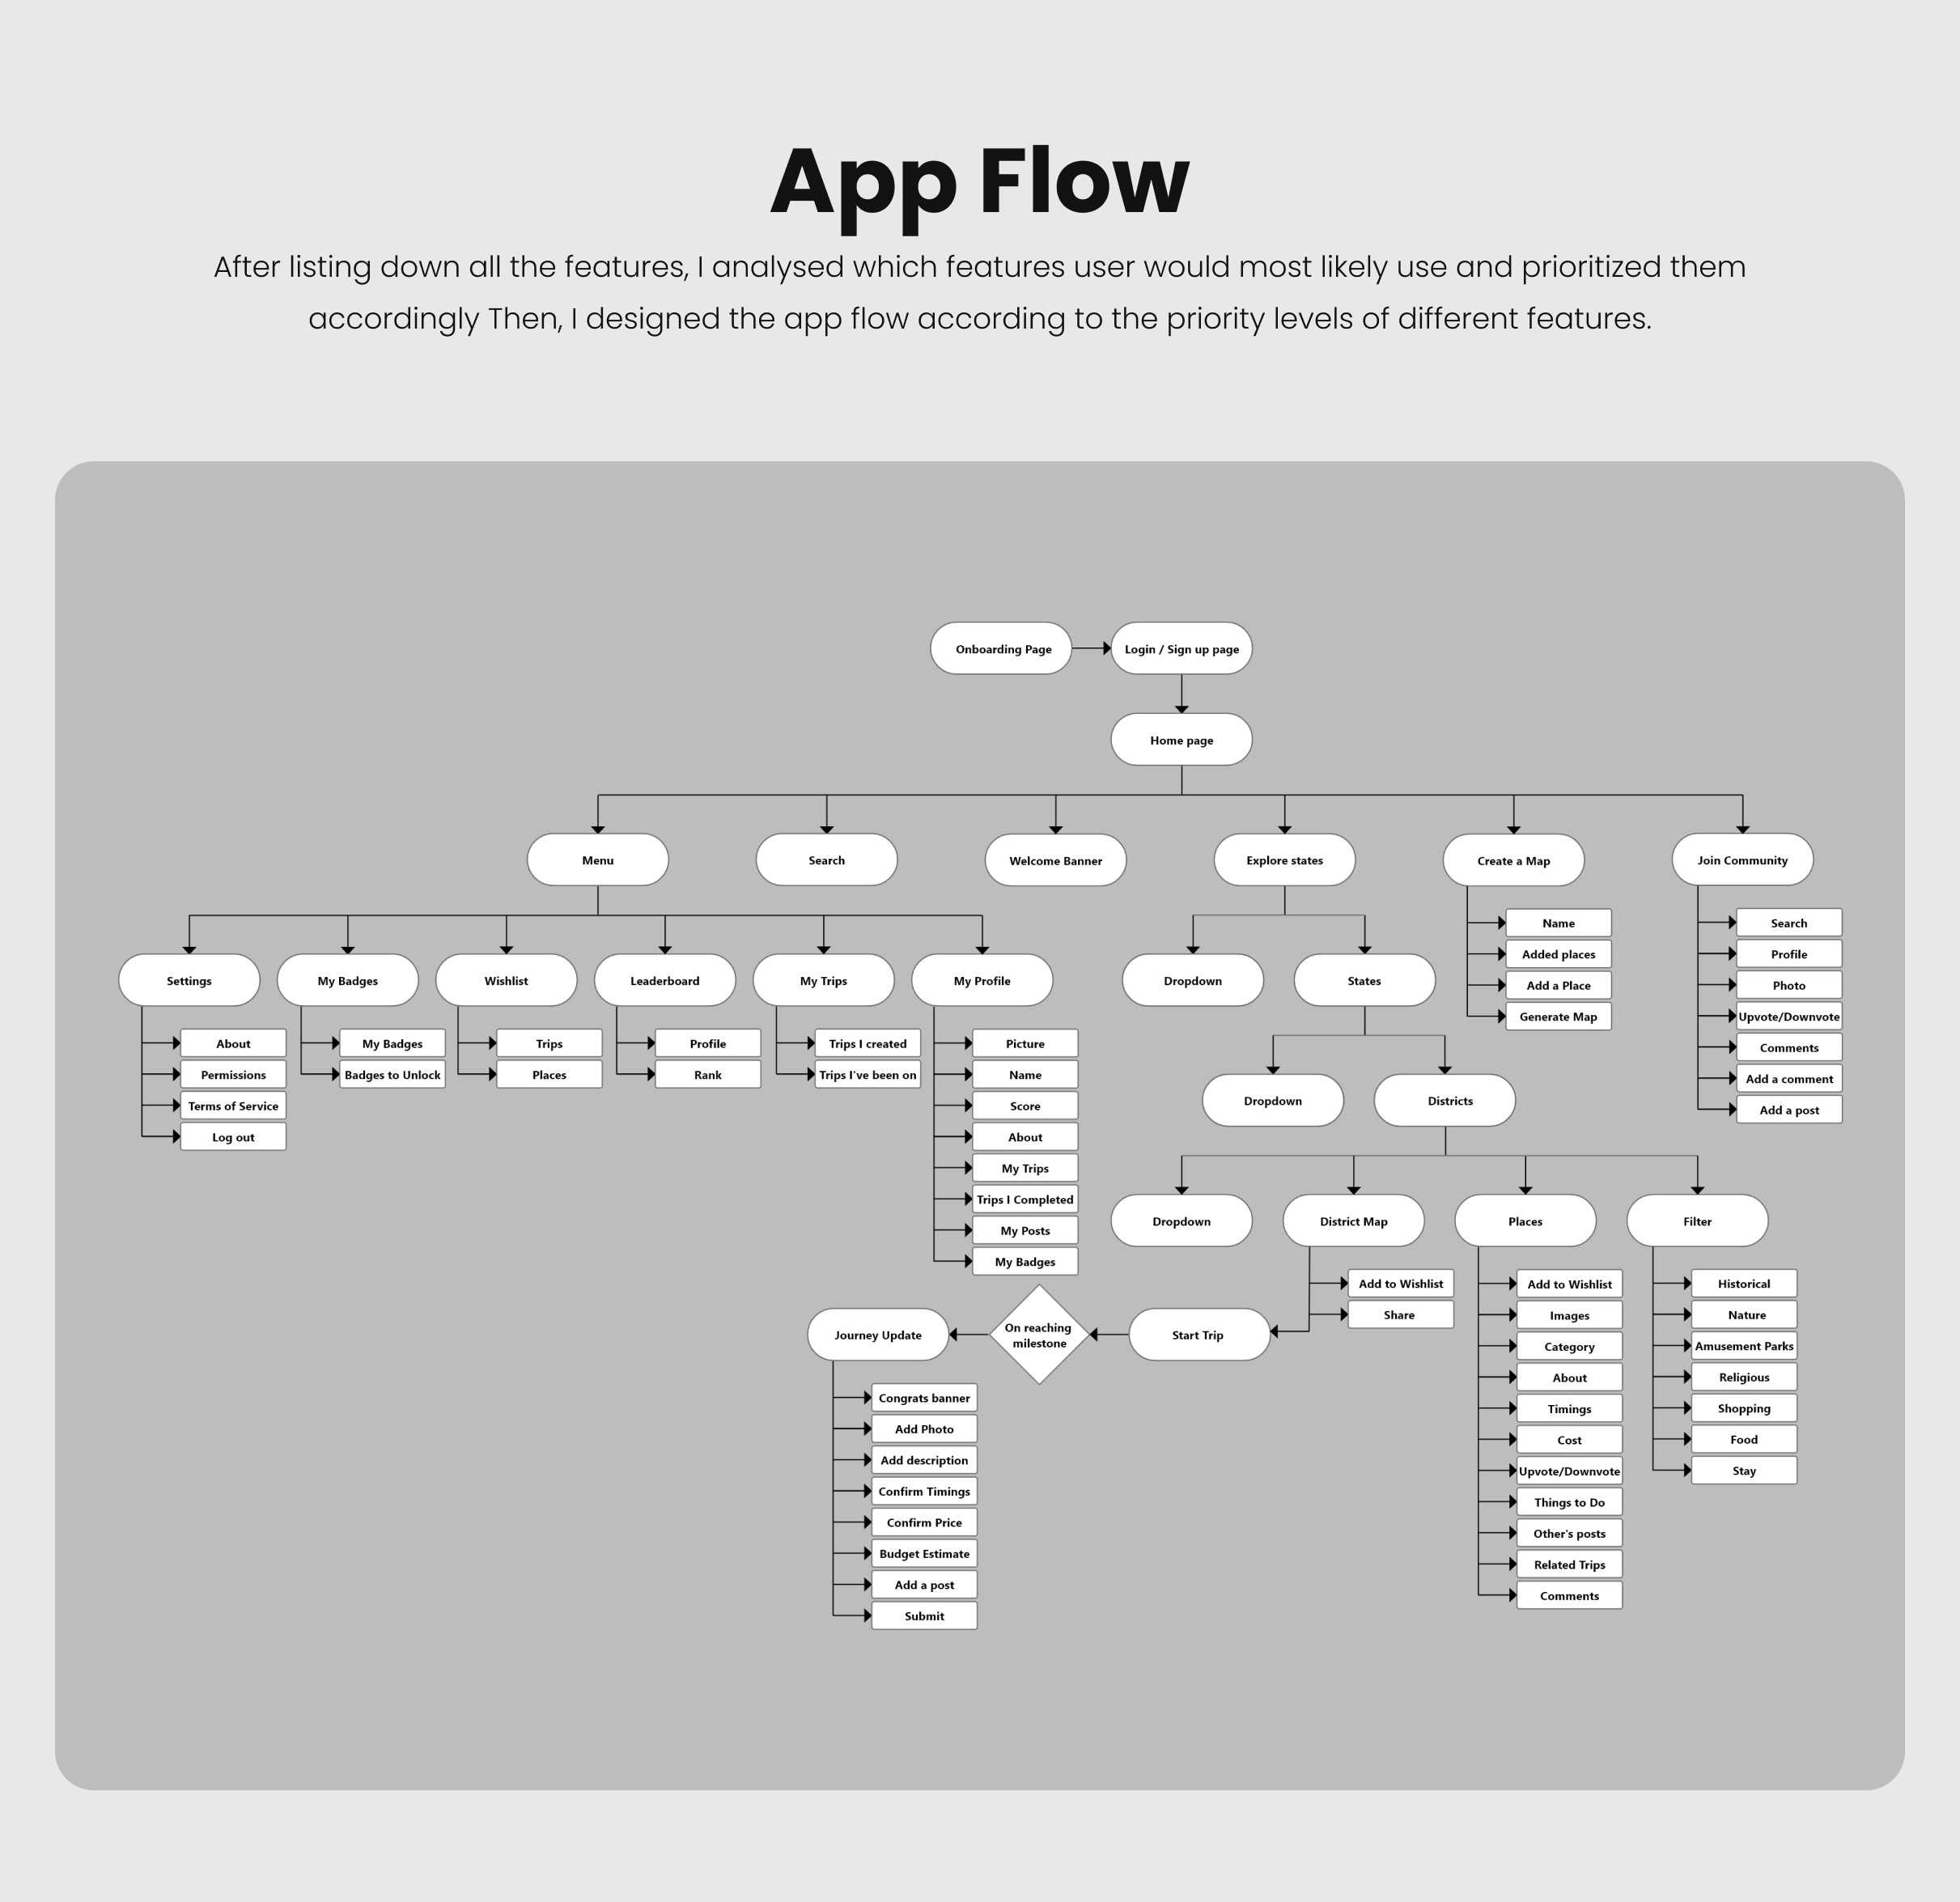 App Flow
After listing down all the features, I analysed which features user would most likely use and prioritized them
accordingly Then, I designed the app flow according to the priority levels of different features.
Onboarding Page
Login / Sign up page
Home page
Menu
Search
Welcome Banner
Explore states
Create a Map
Join Community
Settings
My Badges
Wishlist
Leaderboard
My Trips
My Profile
Dropdown
States
Name
Added places
Add a Place
Generate Map
Search
Profile
Photo
Upvote/Downvote
Comments
Add a comment
Add a post
About
Permissions
Terms of Service
Log out
My Badges
Badges to Unlock
Trips
Places
Profile
Rank
Trips I created
Trips I've been on
Picture
Name
Score
About
My Trips
Trips I Completed
My Posts
My Badges
Dropdown
Districts
Dropdown
District Map
Places
Filter
Add to Wishlist
Share
Start Trip
On reaching
milestone
Journey Update
Congrats banner
Add Photo
Add description
Confirm Timings
Confirm Price
Budget Estimate
Add a post
Submit
Add to Wishlist
Images
Category
About
Timings
Cost
Upvote/Downvote
Things to Do
Other's posts
Related Trips
Comments
Historical
Nature
Amusement Parks
Religious
Shopping
Food
Stay